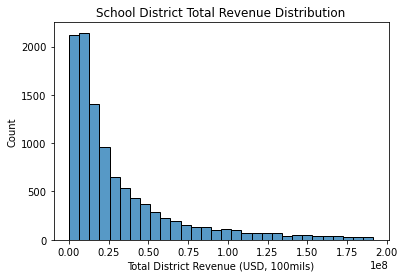 School District Total Revenue Distribution
2000
1500
1000
500
0
Count
0.00 0.25 0.50 0.75 1.00 1.25 1.50 1.75 2.00
1e8
Total District Revenue (USD, 100mils)